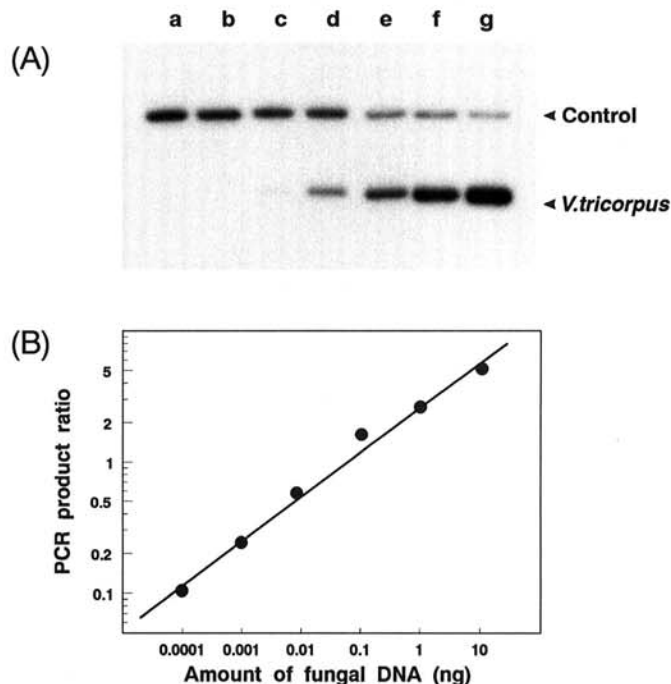 a b c d e f g
(A)
Control
V.tricorpus
(B)
5
2
1
0.5
0.2
0.1
PCR product ratio
0.0001 0.001 0.01 0.1 1 10
Amount of fungal DNA (ng)